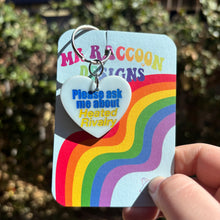 MR RACCOON
DESIGNS
Please ask
me about
Heated
Rivalry